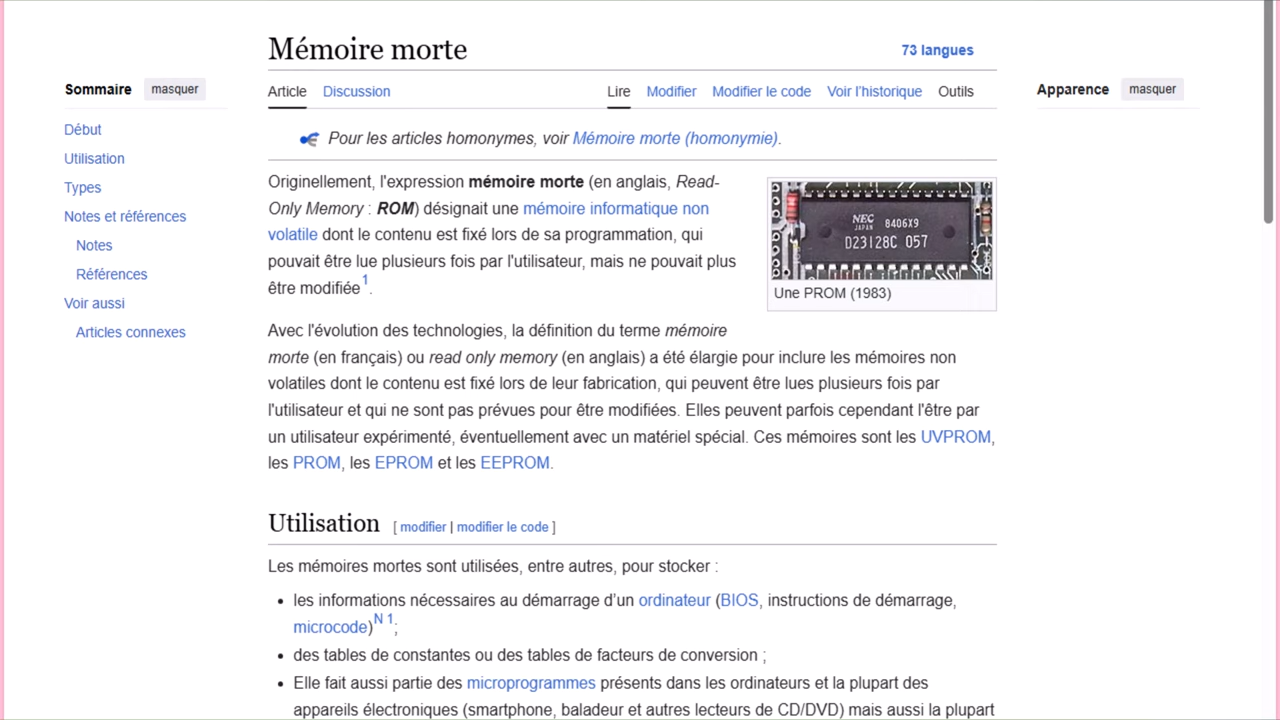 Mémoire morte
73 langues
Sommaire masquer
Article Discussion Lire Modifier Modifier le code Voir l'historique Outils
Apparence masquer
Début
Utilisation
Types
Notes et références
Notes
Références
Voir aussi
Articles connexes
Pour les articles homonymes, voir Mémoire morte (homonymie).
Originellement, l'expression mémoire morte (en anglais, Read-
Only Memory : ROM) désignait une mémoire informatique non
volatile dont le contenu est fixé lors de sa programmation, qui
pouvait être lue plusieurs fois par l'utilisateur, mais ne pouvait plus
être modifiée 1.
NEC
JAPAN 8406X9
D23128C 057
Une PROM (1983)
Avec l'évolution des technologies, la définition du terme mémoire
morte (en français) ou read only memory (en anglais) a été élargie pour inclure les mémoires non
volatiles dont le contenu est fixé lors de leur fabrication, qui peuvent être lues plusieurs fois par
l'utilisateur et qui ne sont pas prévues pour être modifiées. Elles peuvent parfois cependant l'être par
un utilisateur expérimenté, éventuellement avec un matériel spécial. Ces mémoires sont les UVPROM,
les PROM, les EPROM et les EEPROM.
Utilisation [ modifier | modifier le code ]
Les mémoires mortes sont utilisées, entre autres, pour stocker :
• les informations nécessaires au démarrage d'un ordinateur (BIOS, instructions de démarrage,
microcode)N 1;
• des tables de constantes ou des tables de facteurs de conversion ;
• Elle fait aussi partie des microprogrammes présents dans les ordinateurs et la plupart des
appareils électroniques (smartphone, baladeur et autres lecteurs de CD/DVD) mais aussi la plupart